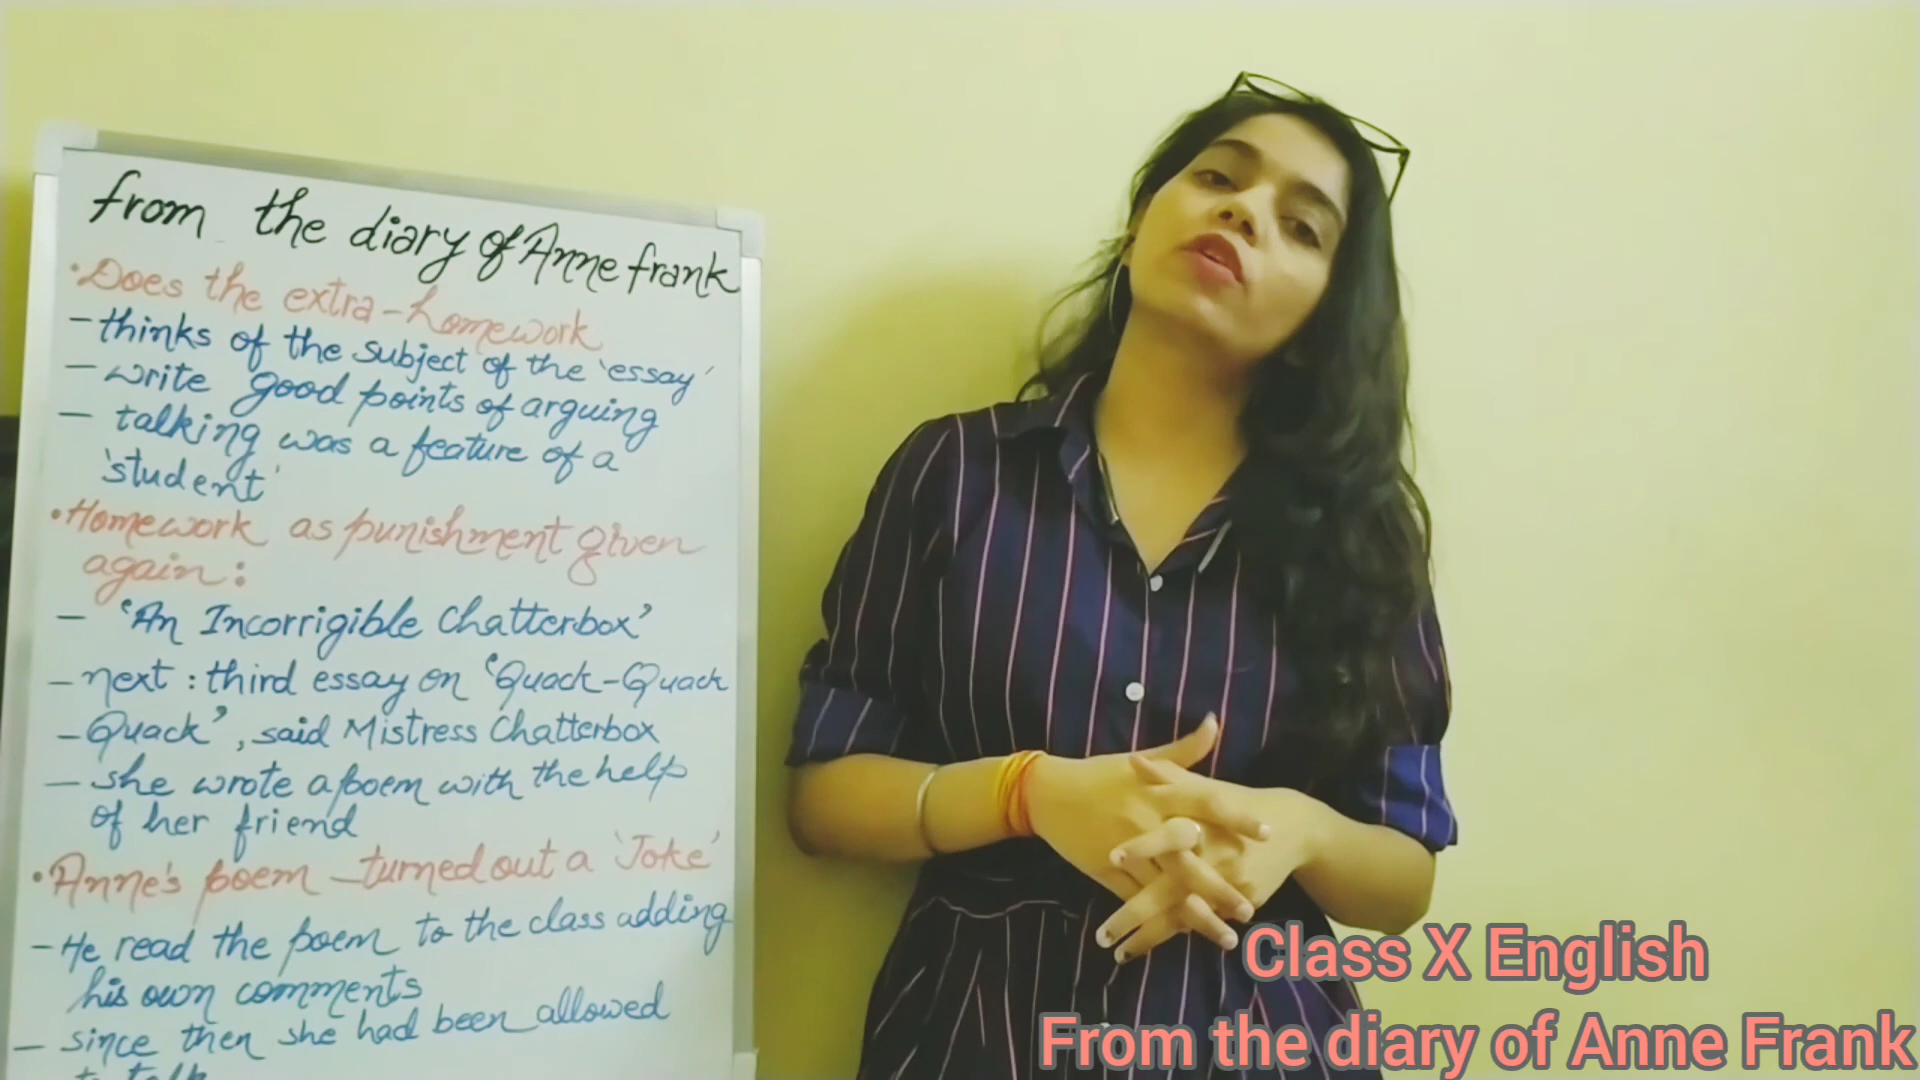 from the diary of Anne frank
• Does the extra-homework
- thinks of the subject of the 'essay'
- write good points of arguing
- talking was a feature of a
'student'
• Homework as punishment given
again:
- 'An Incorrigible Chatterbox'
- next : third essay on 'Quack-Quack
- Quack', said Mistress Chatterbox
- she wrote a poem with the help
of her friend
• Anne's poem - turned out a 'Joke'
- He read the poem to the class adding
his own comments
- since then she had been allowed
to talk
Class X English
From the diary of Anne Frank